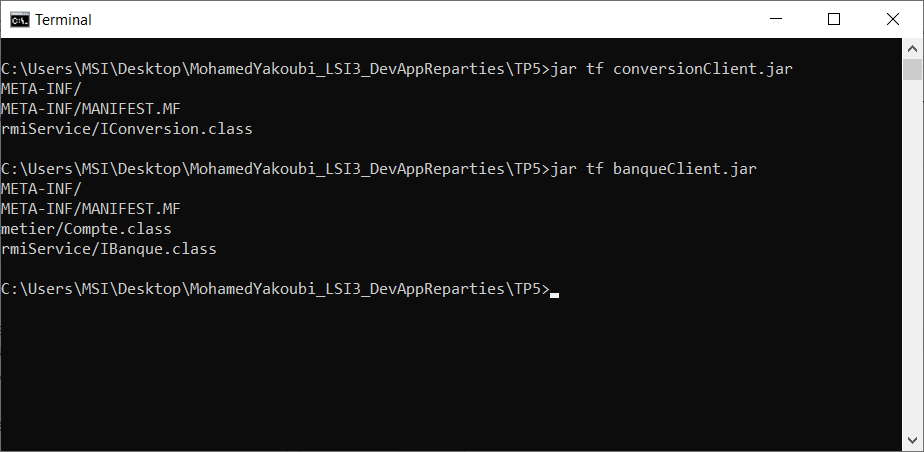 Terminal
C:\Users\MSI\Desktop\MohamedYakoubi_LSI3_DevAppReparties\TP5>jar tf conversionClient.jar
META-INF/
META-INF/MANIFEST.MF
rmiService/IConversion.class
C:\Users\MSI\Desktop\MohamedYakoubi_LSI3_DevAppReparties\TP5>jar tf banqueClient.jar
META-INF/
META-INF/MANIFEST.MF
metier/Compte.class
rmiService/IBanque.class
C:\Users\MSI\Desktop\MohamedYakoubi_LSI3_DevAppReparties\TP5>